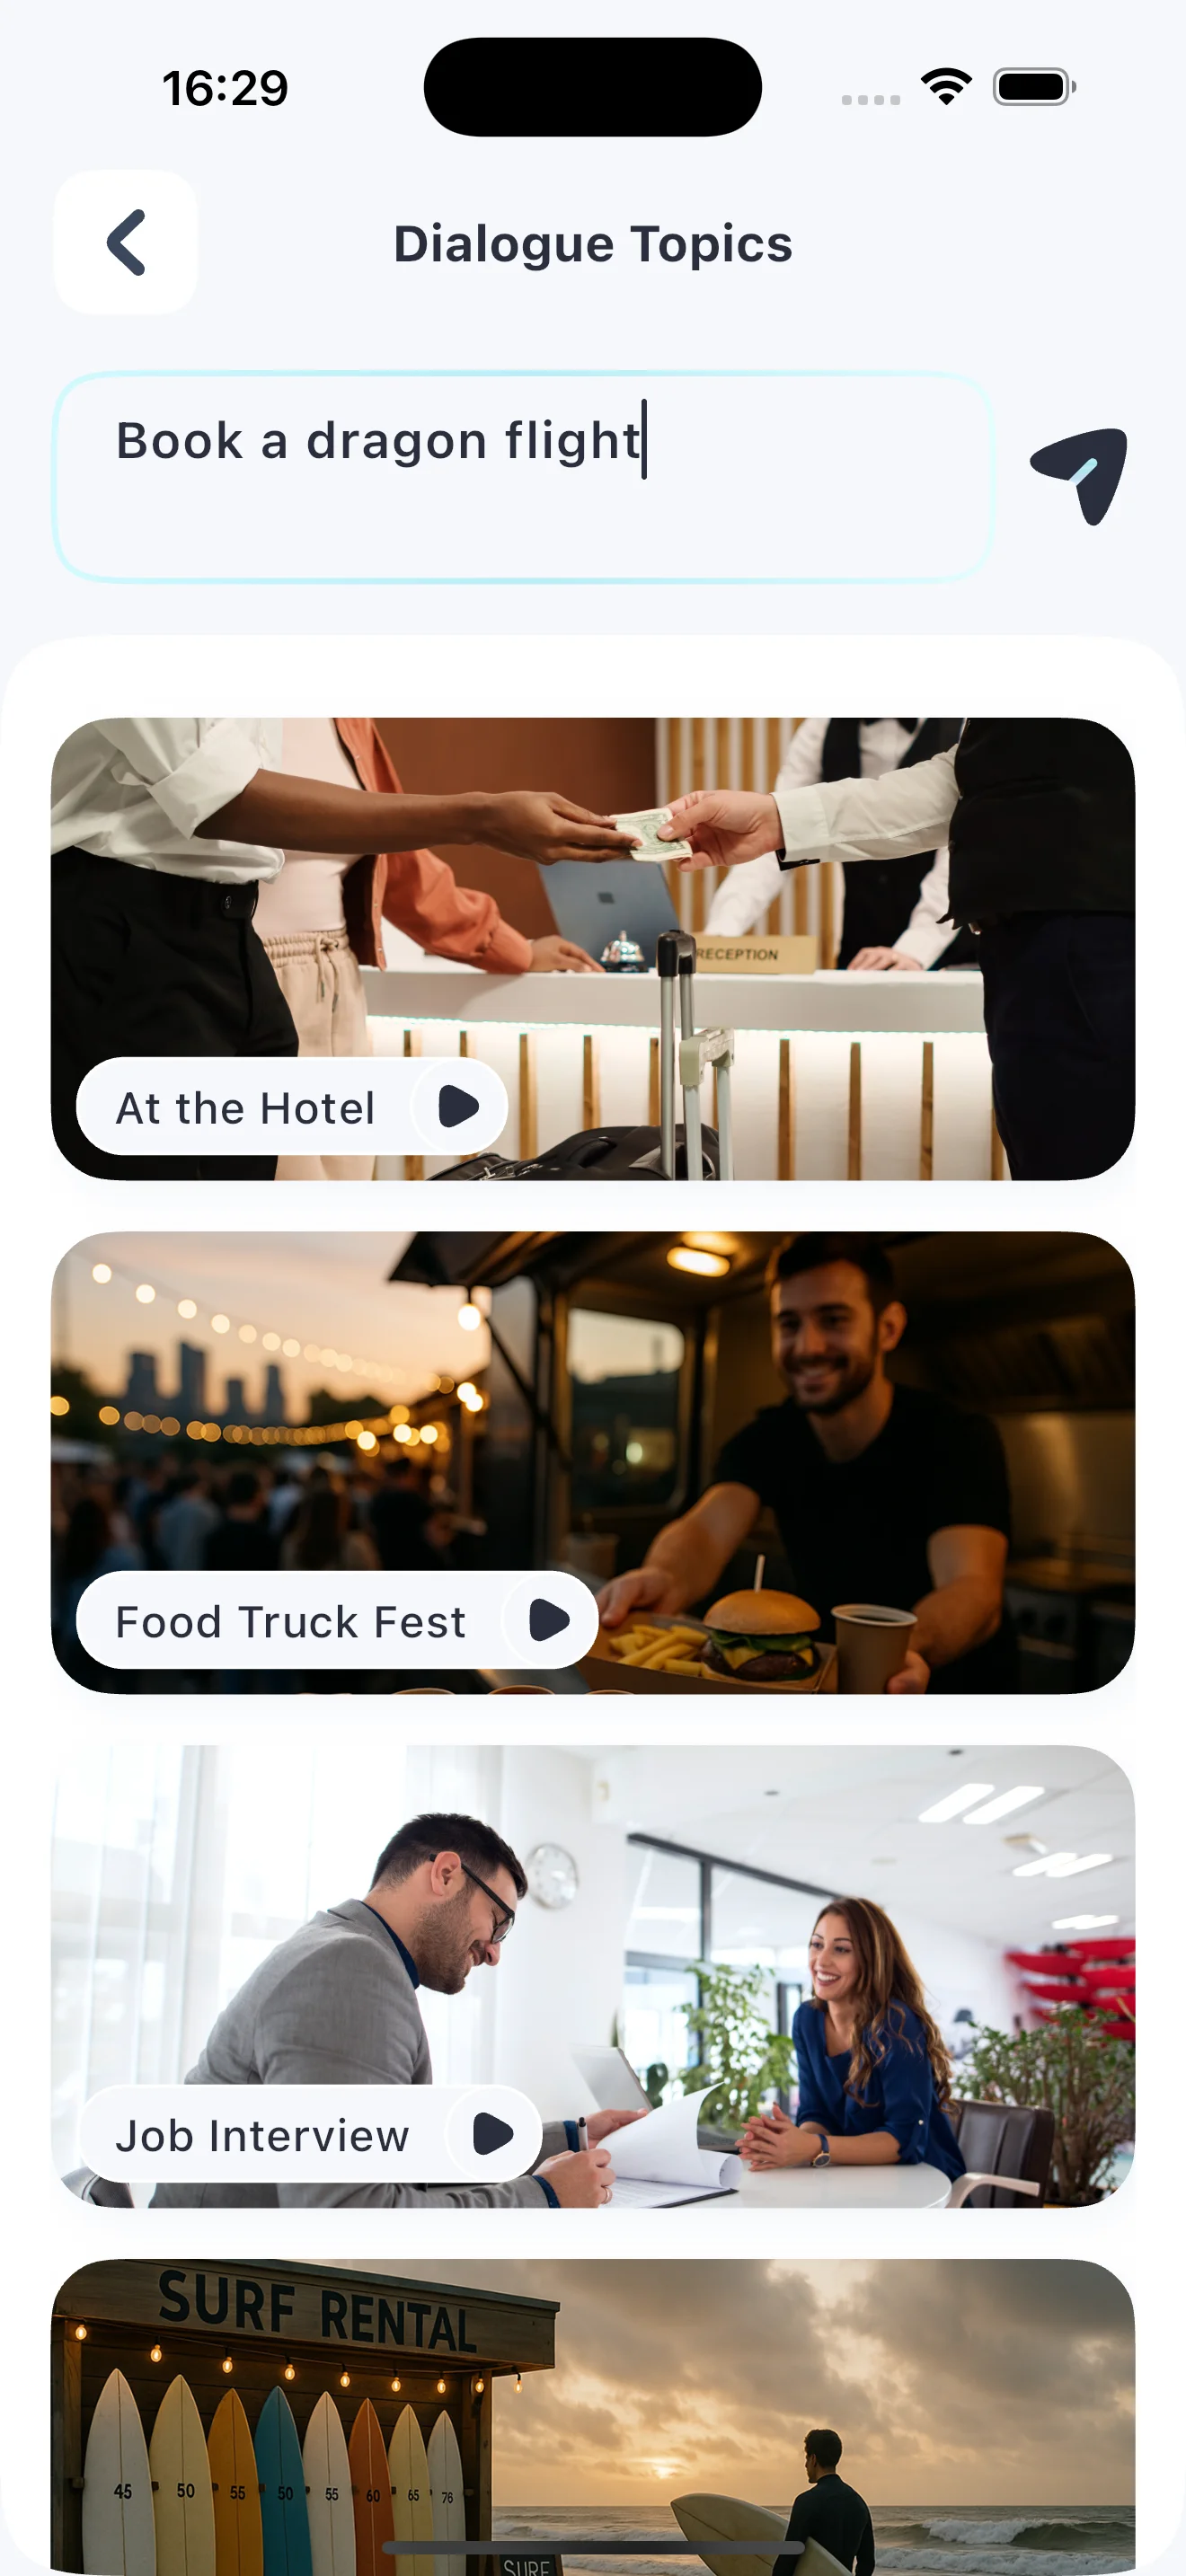 16:29
Dialogue Topics
Book a dragon flight
RECEPTION
At the Hotel
Food Truck Fest
Job Interview
SURF RENTAL
45 50 55 50 55 60 65 76
SURF